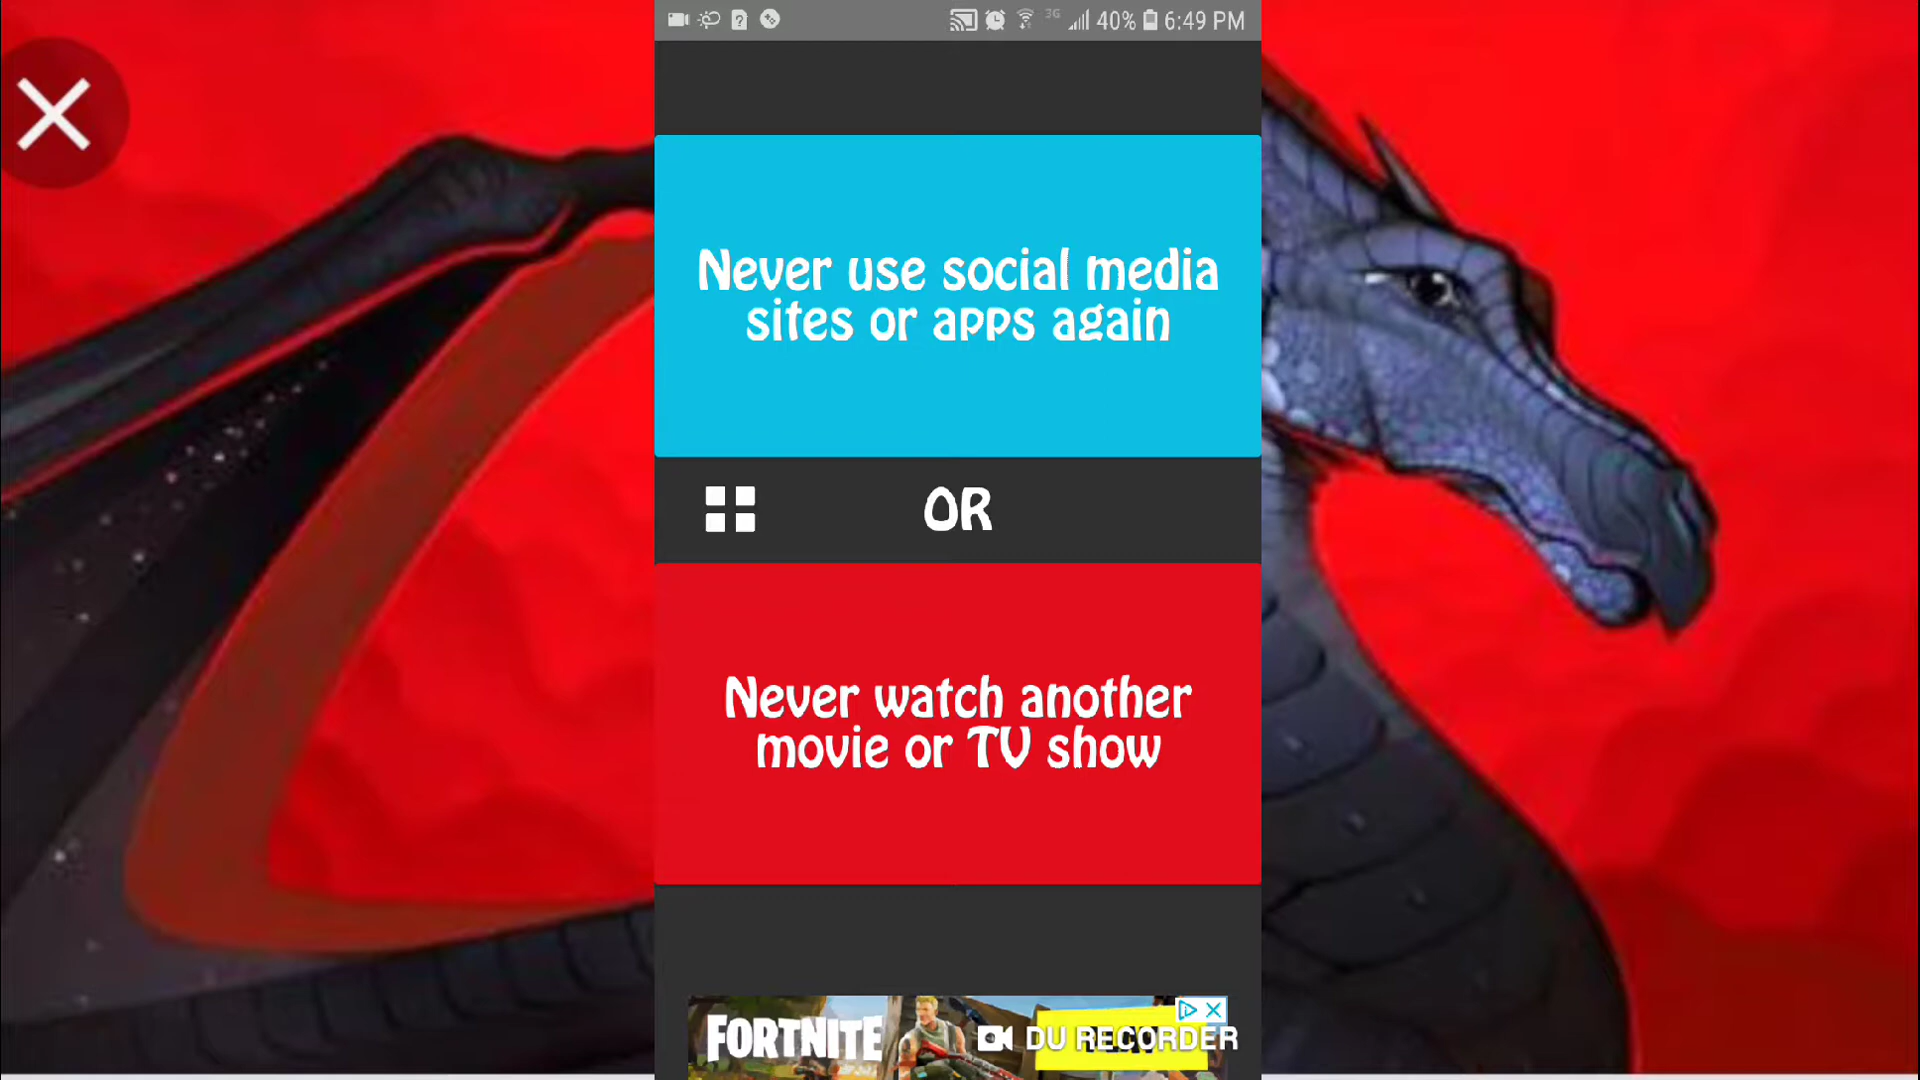 3G 40% 6:49 PM
Never use social media
sites or apps again
OR
Never watch another
movie or TV show
FORTNITE
DU RECORDER